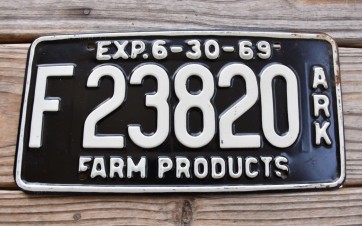 EXP. 6-30-69
F 23820 ARK
FARM PRODUCTS